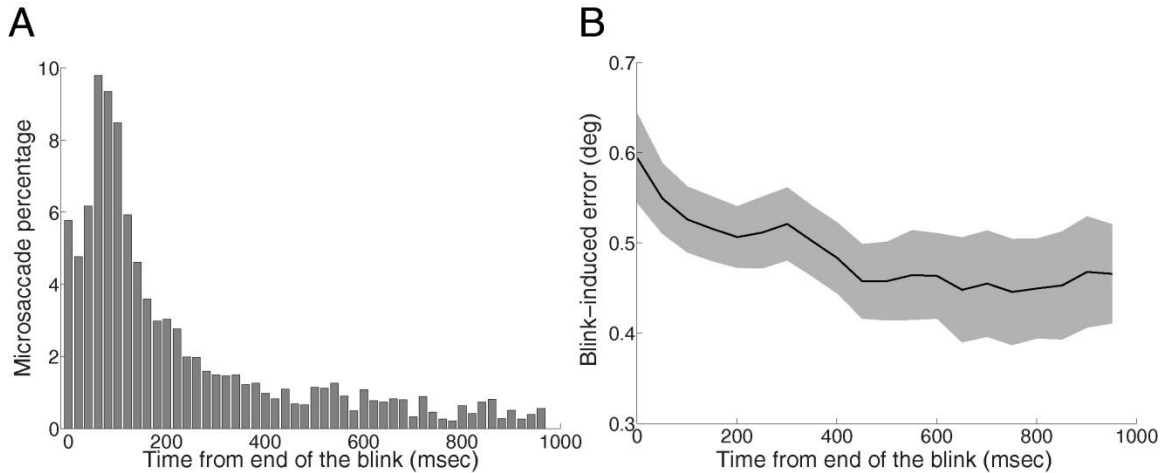 A
B
Microsaccade percentage
10
8
6
4
2
0
0 200 400 600 800 1000
Time from end of the blink (msec)
Blink-induced error (deg)
0.7
0.6
0.5
0.4
0.3
0 200 400 600 800 1000
Time from end of the blink (msec)